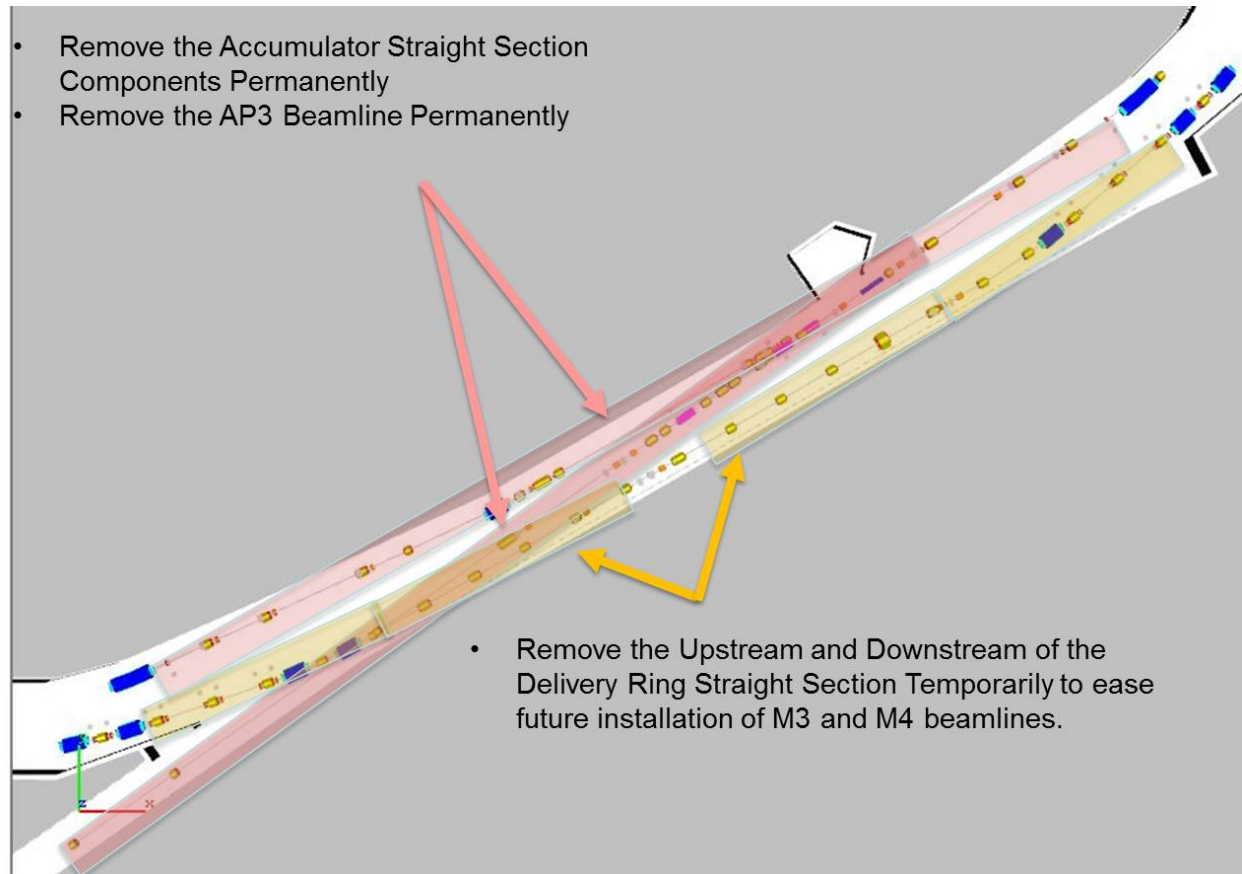 • Remove the Accumulator Straight Section
Components Permanently
• Remove the AP3 Beamline Permanently
• Remove the Upstream and Downstream of the
Delivery Ring Straight Section Temporarily to ease
future installation of M3 and M4 beamlines.
z
x